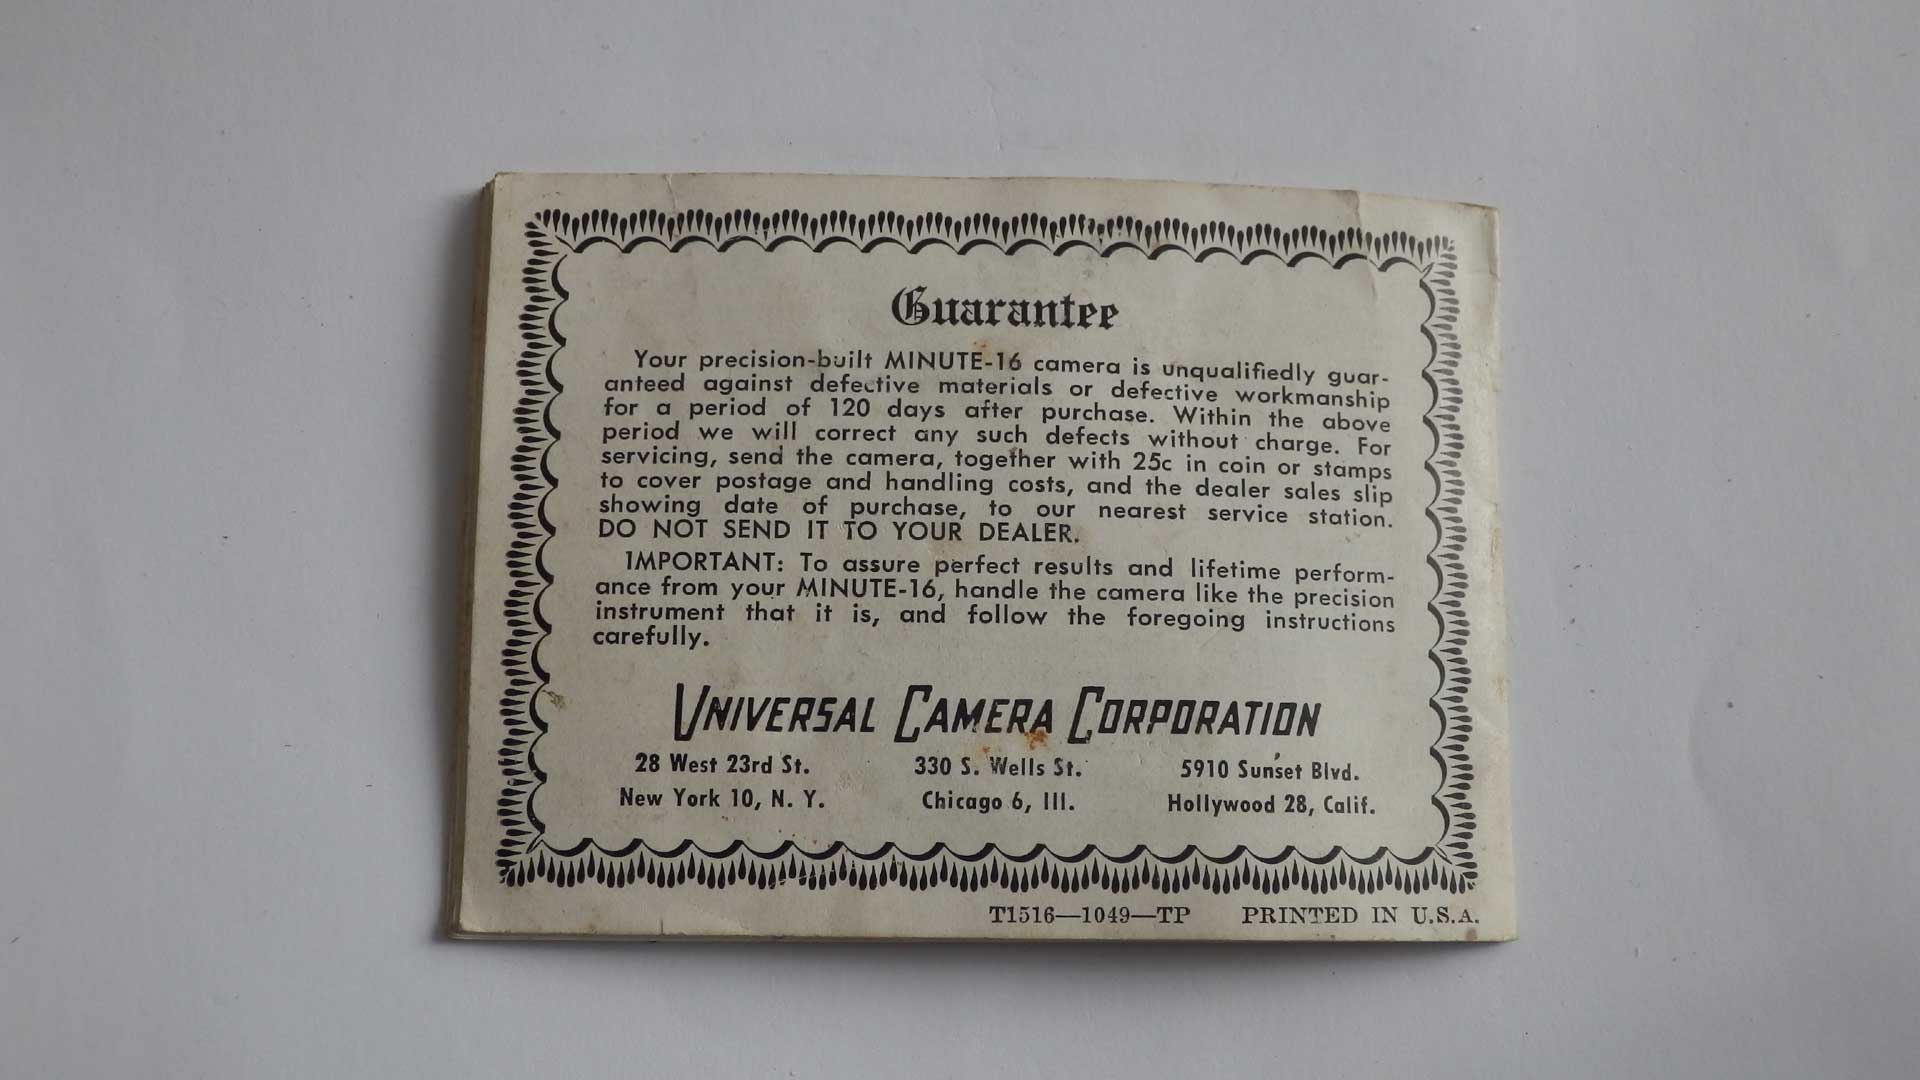 Guarantee
Your precision-built MINUTE-16 camera is unqualifiedly guar-
anteed against defective materials or defective workmanship
for a period of 120 days after purchase. Within the above
period we will correct any such defects without charge. For
servicing, send the camera, together with 25c in coin or stamps
to cover postage and handling costs, and the dealer sales slip
showing date of purchase, to our nearest service station.
DO NOT SEND IT TO YOUR DEALER.
IMPORTANT: To assure perfect results and lifetime perform-
ance from your MINUTE-16, handle the camera like the precision
instrument that it is, and follow the foregoing instructions
carefully.
UNIVERSAL CAMERA CORPORATION
28 West 23rd St. 330 S. Wells St. 5910 Sunset Blvd.
New York 10, N. Y. Chicago 6, Ill. Hollywood 28, Calif.
T1516—1049—TP PRINTED IN U.S.A.